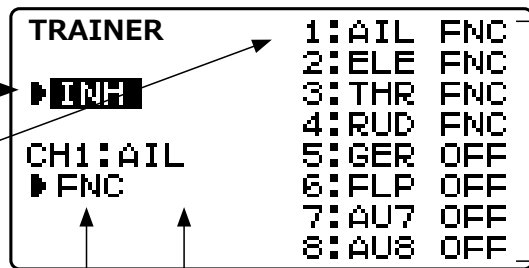 TRAINER
INH
CH1:AIL
FNC
1:AIL FNC
2:ELE FNC
3:THR FNC
4:RUD FNC
5:GER OFF
6:FLP OFF
7:AU7 OFF
8:AU8 OFF